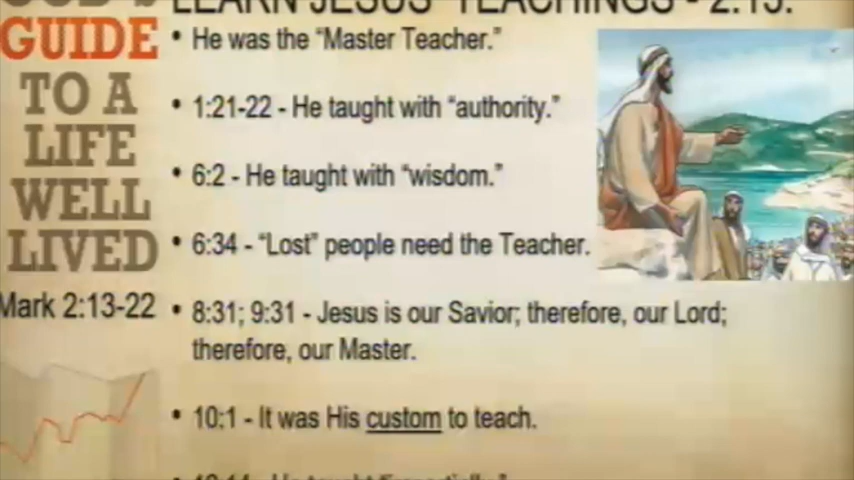 GOD'S
GUIDE
TO A
LIFE
WELL
LIVED
Mark 2:13-22
LEARN JESUS' TEACHINGS - 2:13.
• He was the “Master Teacher.”
• 1:21-22 - He taught with “authority.”
• 6:2 - He taught with “wisdom.”
• 6:34 - “Lost” people need the Teacher.
• 8:31; 9:31 - Jesus is our Savior; therefore, our Lord;
therefore, our Master.
• 10:1 - It was His custom to teach.